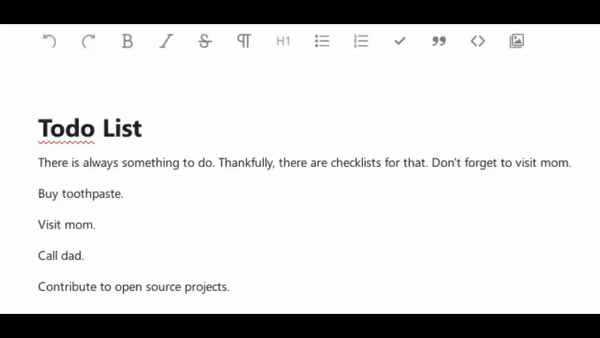 H1
Todo List
There is always something to do. Thankfully, there are checklists for that. Don't forget to visit mom.
Buy toothpaste.
Visit mom.
Call dad.
Contribute to open source projects.